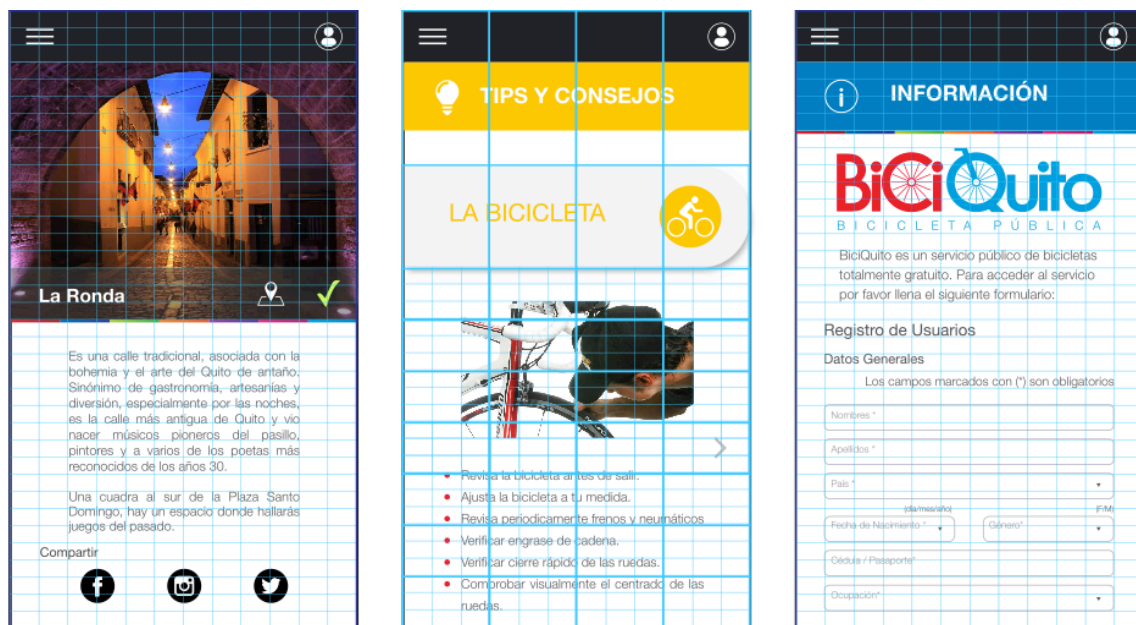 La Ronda
Es una calle tradicional, asociada con la
bohemia y el arte del Quito de antaño.
Sinónimo de gastronomía, artesanías y
diversión, especialmente por las noches,
es la calle más antigua de Quito y vio
nacer músicos pioneros del pasillo,
pintores y a varios de los poetas más
reconocidos de los años 30.
Una cuadra al sur de la Plaza Santo
Domingo, hay un espacio donde hallarás
juegos del pasado.
Compartir
TIPS Y CONSEJOS
LA BICICLETA
Revisa la bicicleta antes de salir.
Ajusta la bicicleta a tu medida.
Revisa periodicamente frenos y neumáticos
Verificar engrase de cadena.
Verificar cierre rápido de las ruedas.
Comprobar visualmente el centrado de las
ruedas.
INFORMACIÓN
BiCiQuito
BICICLETA PÚBLICA
BiciQuito es un servicio público de bicicletas
totalmente gratuito. Para acceder al servicio
por favor llena el siguiente formulario:
Registro de Usuarios
Datos Generales
Los campos marcados con (*) son obligatorios
Nombres *
Apellidos *
País *
(día/mes/año) (F/M)
Fecha de Nacimiento * Género*
Cédula / Pasaporte*
Ocupación*